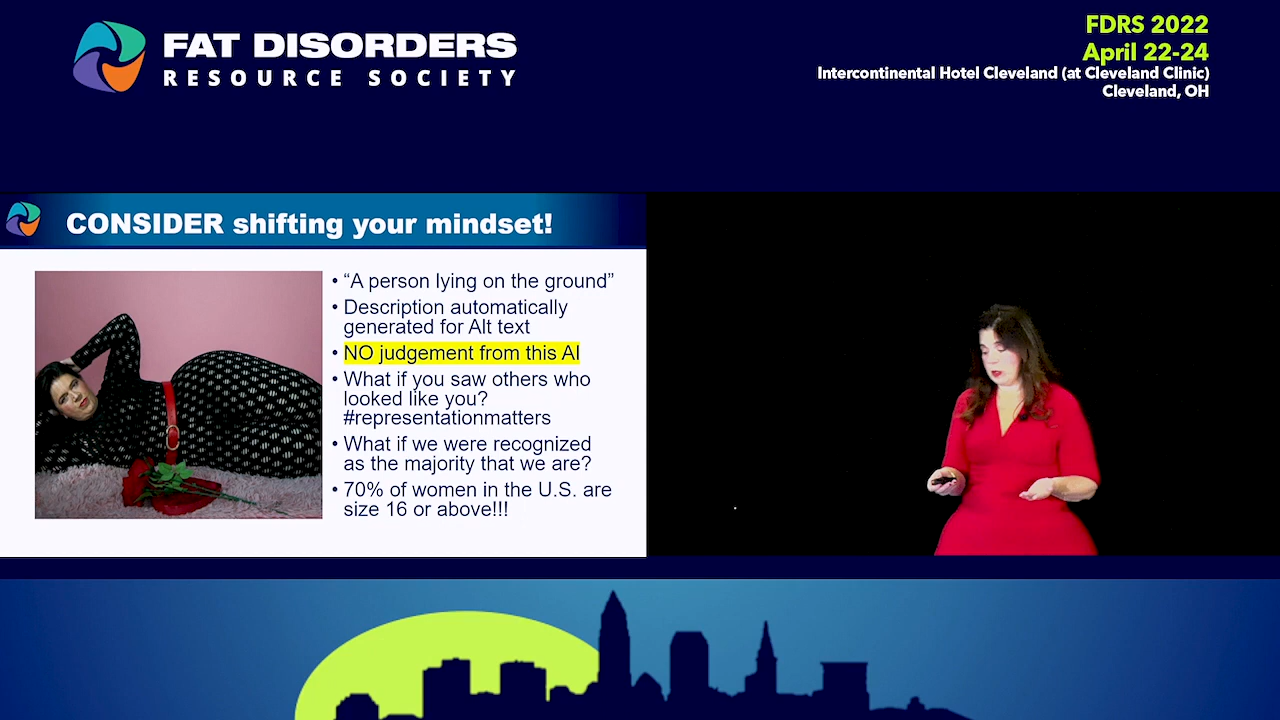 FAT DISORDERS
RESOURCE SOCIETY
FDRS 2022
April 22-24
Intercontinental Hotel Cleveland (at Cleveland Clinic)
Cleveland, OH
CONSIDER shifting your mindset!
• “A person lying on the ground”
• Description automatically
generated for Alt text
• NO judgement from this AI
• What if you saw others who
looked like you?
#representationmatters
• What if we were recognized
as the majority that we are?
• 70% of women in the U.S. are
size 16 or above!!!